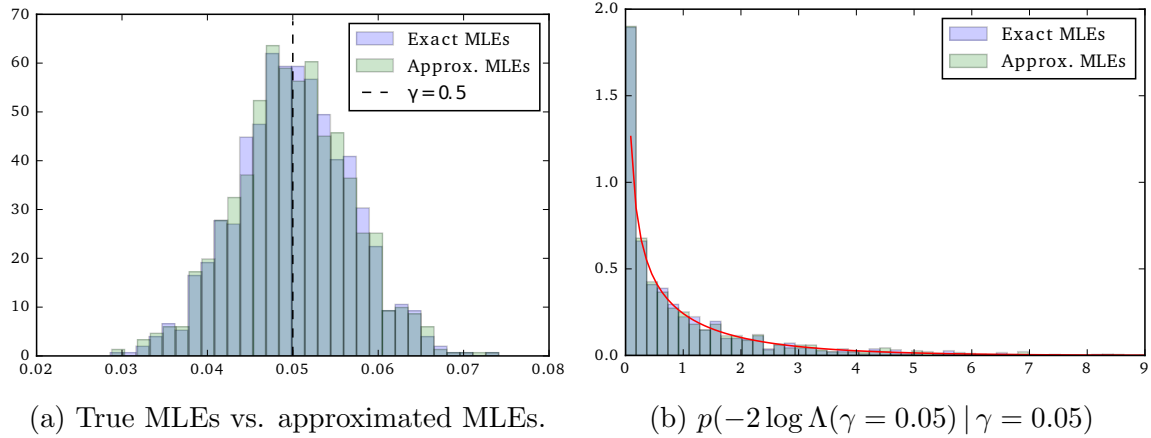 70
60
50
40
30
20
10
0
0.02 0.03 0.04 0.05 0.06 0.07 0.08
Exact MLEs
Approx. MLEs
γ = 0.5
(a) True MLEs vs. approximated MLEs.
2.0
1.5
1.0
0.5
0.0
0 1 2 3 4 5 6 7 8 9
Exact MLEs
Approx. MLEs
(b) p(−2 log Λ(γ = 0.05) | γ = 0.05)